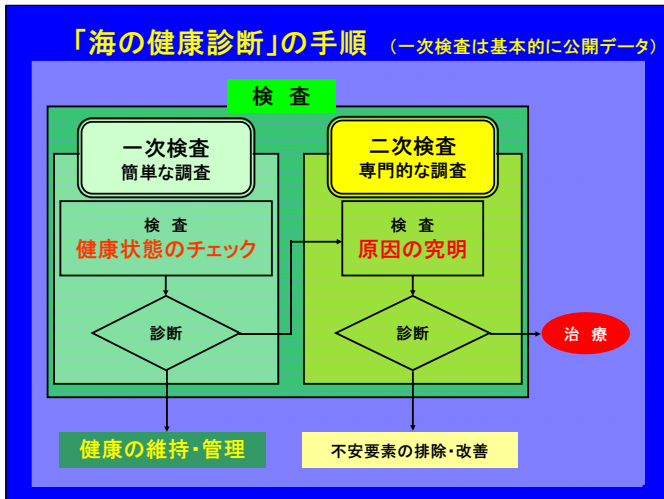 「海の健康診断」の手順 （一次検査は基本的に公開データ）
検 査
一次検査
簡単な調査
検 査
健康状態のチェック
診断
健康の維持・管理
二次検査
専門的な調査
検 査
原因の究明
診断
治 療
不安要素の排除・改善